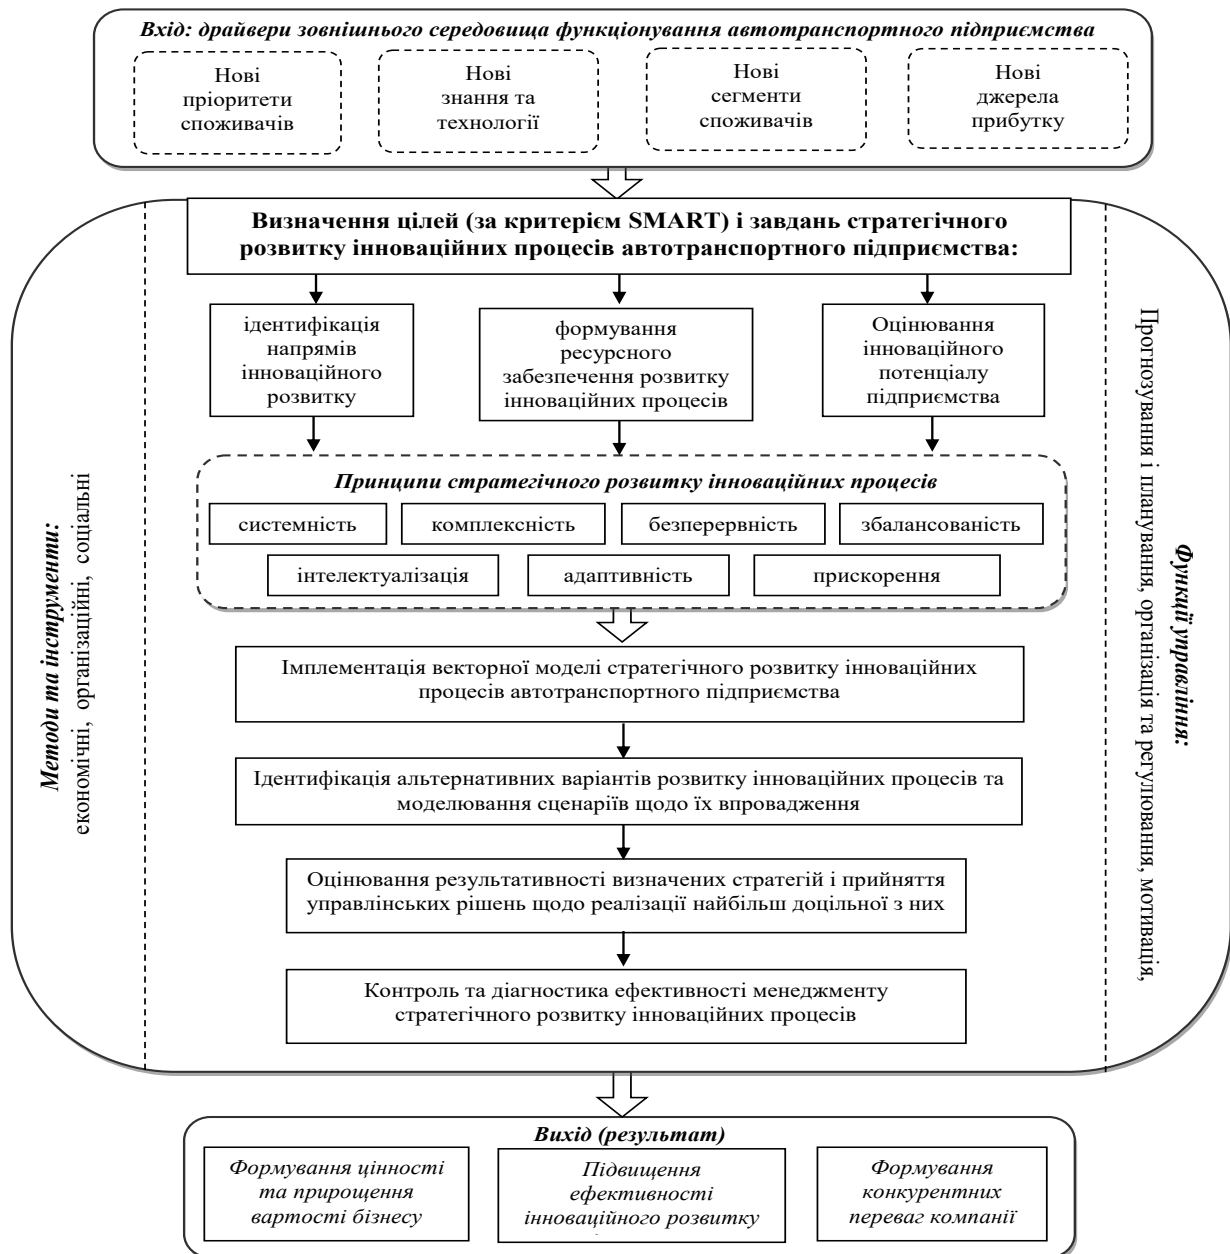 Вхід: драйвери зовнішнього середовища функціонування автотранспортного підприємства
Нові
пріоритети
споживачів
Нові
знання та
технології
Нові
сегменти
споживачів
Нові
джерела
прибутку
Визначення цілей (за критерієм SMART) і завдань стратегічного
розвитку інноваційних процесів автотранспортного підприємства:
ідентифікація
напрямів
інноваційного
розвитку
формування
ресурсного
забезпечення розвитку
інноваційних процесів
Оцінювання
інноваційного
потенціалу
підприємства
Принципи стратегічного розвитку інноваційних процесів
системність
комплексність
безперервність
збалансованість
інтелектуалізація
адаптивність
прискорення
Імплементація векторної моделі стратегічного розвитку інноваційних
процесів автотранспортного підприємства
Ідентифікація альтернативних варіантів розвитку інноваційних процесів та
моделювання сценаріїв щодо їх впровадження
Оцінювання результативності визначених стратегій і прийняття
управлінських рішень щодо реалізації найбільш доцільної з них
Контроль та діагностика ефективності менеджменту
стратегічного розвитку інноваційних процесів
Методи та інструменти:
економічні, організаційні, соціальні
Функції управління:
Прогнозування і планування, організація та регулювання, мотивація,
Вихід (результат)
Формування цінності
та прирощення
вартості бізнесу
Підвищення
ефективності
інноваційного розвитку
Формування
конкурентних
переваг компанії